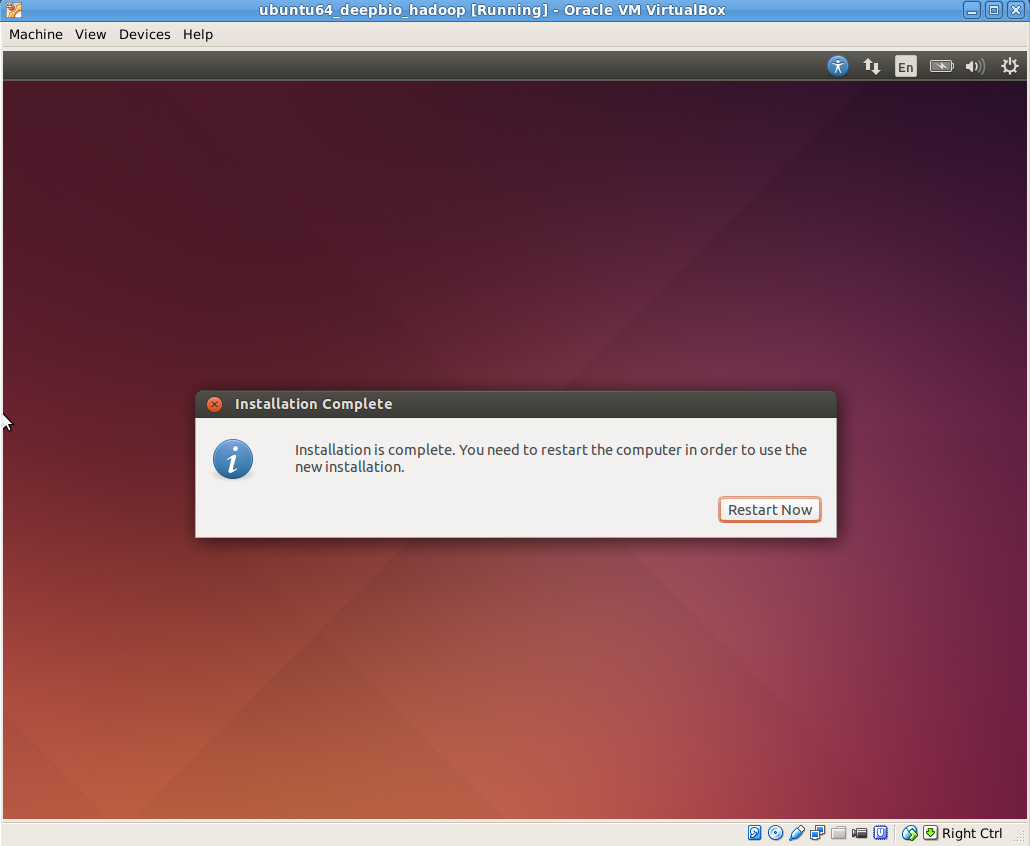 ubuntu64_deepbio_hadoop [Running] - Oracle VM VirtualBox
Machine View Devices Help
En
Installation Complete
Installation is complete. You need to restart the computer in order to use the
new installation.
Restart Now
Right Ctrl